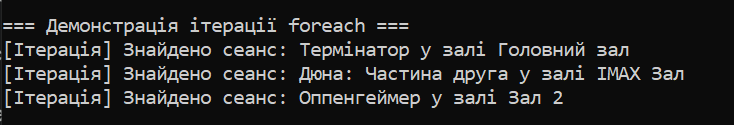 === Демонстрація ітерації foreach ===
[Ітерація] Знайдено сеанс: Термінатор у залі Головний зал
[Ітерація] Знайдено сеанс: Дюна: Частина друга у залі IMAX Зал
[Ітерація] Знайдено сеанс: Оппенгеймер у залі Зал 2